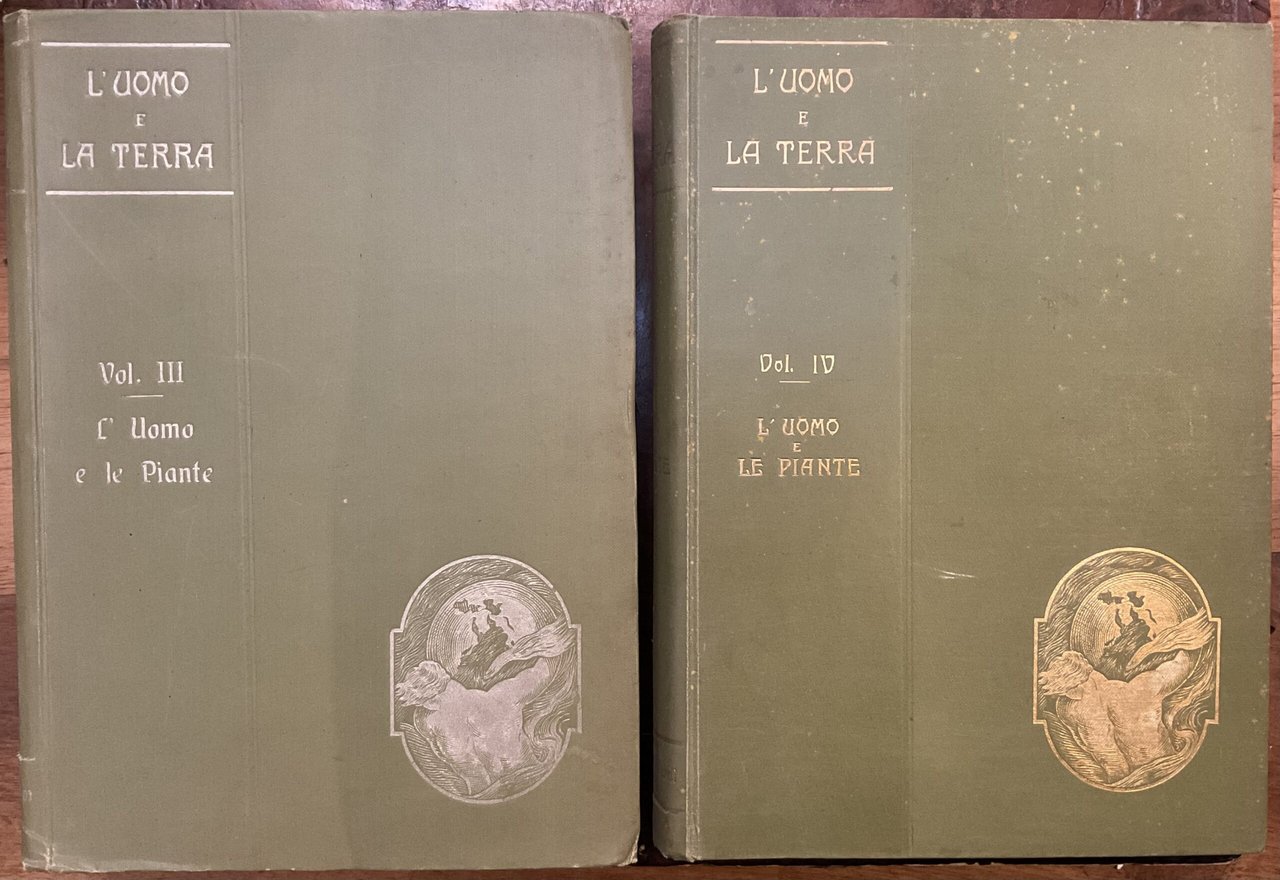 L'UOMO
E
LA TERRA
Vol. III
L' Uomo
e le Piante
L'UOMO
E
LA TERRA
Vol. IV
L'UOMO
E
LE PIANTE